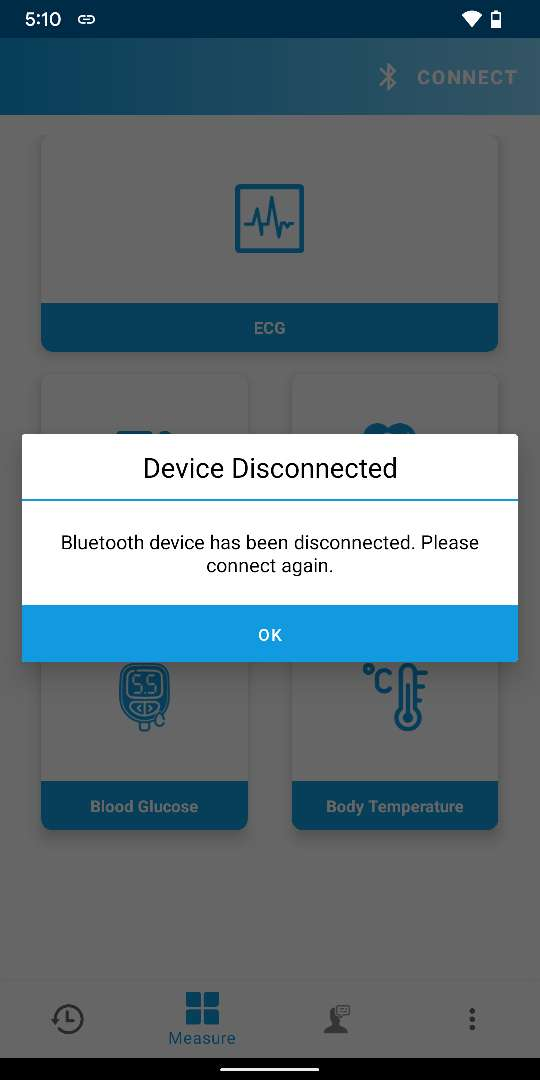 5:10
CONNECT
ECG
Device Disconnected
Bluetooth device has been disconnected. Please
connect again.
OK
5.5
°C
Blood Glucose
Body Temperature
Measure